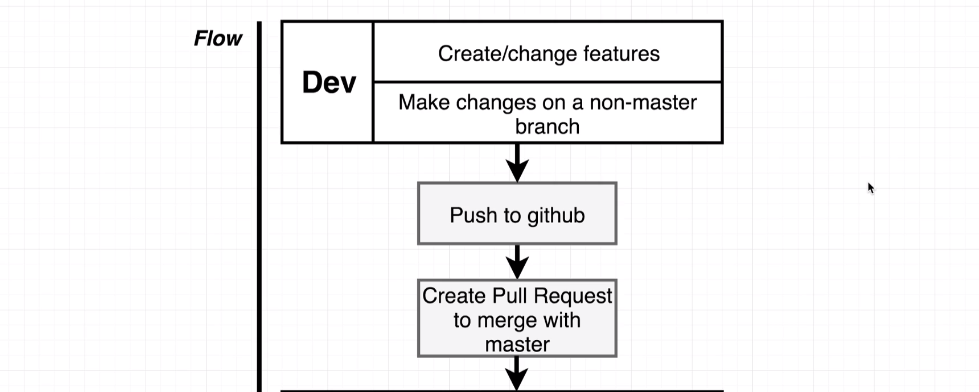 Flow
Dev
Create/change features
Make changes on a non-master
branch
Push to github
Create Pull Request
to merge with
master